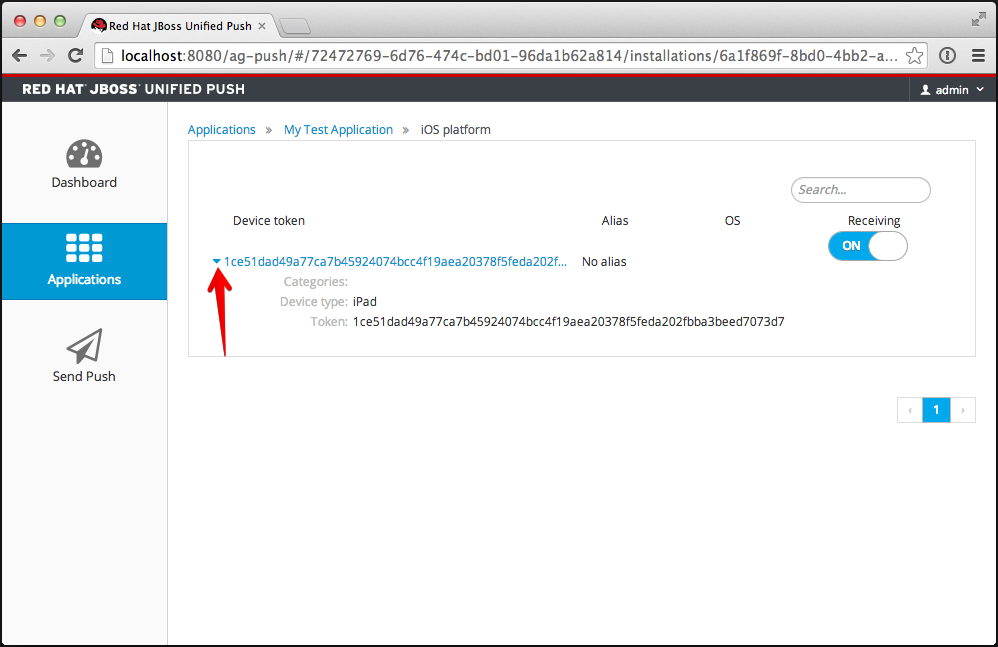 Red Hat JBoss Unified Push
localhost:8080/ag-push/#/72472769-6d76-474c-bd01-96da1b62a814/installations/6a1f869f-8bd0-4bb2-a...
RED HAT JBOSS UNIFIED PUSH
admin
Applications » My Test Application » iOS platform
Dashboard
Applications
Send Push
Search...
Device token Alias OS Receiving
ON
1ce51dad49a77ca7b45924074bcc4f19aea20378f5feda202f... No alias
Categories:
Device type: iPad
Token: 1ce51dad49a77ca7b45924074bcc4f19aea20378f5feda202fbba3beed7073d7
‹ 1 ›